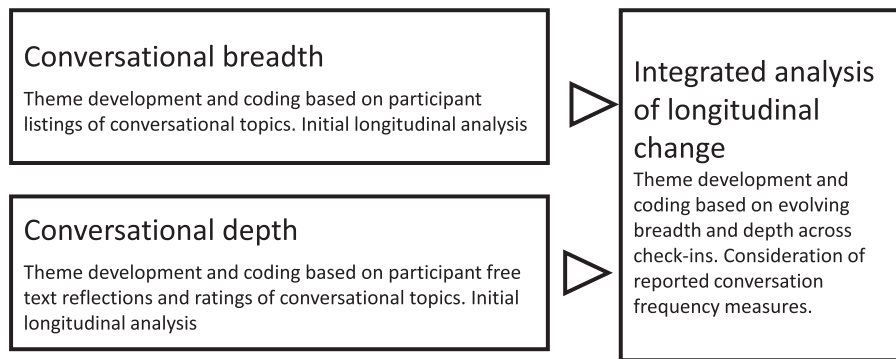 Conversational breadth
Theme development and coding based on participant
listings of conversational topics. Initial longitudinal analysis
Conversational depth
Theme development and coding based on participant free
text reflections and ratings of conversational topics. Initial
longitudinal analysis
Integrated analysis
of longitudinal
change
Theme development and
coding based on evolving
breadth and depth across
check-ins. Consideration of
reported conversation
frequency measures.